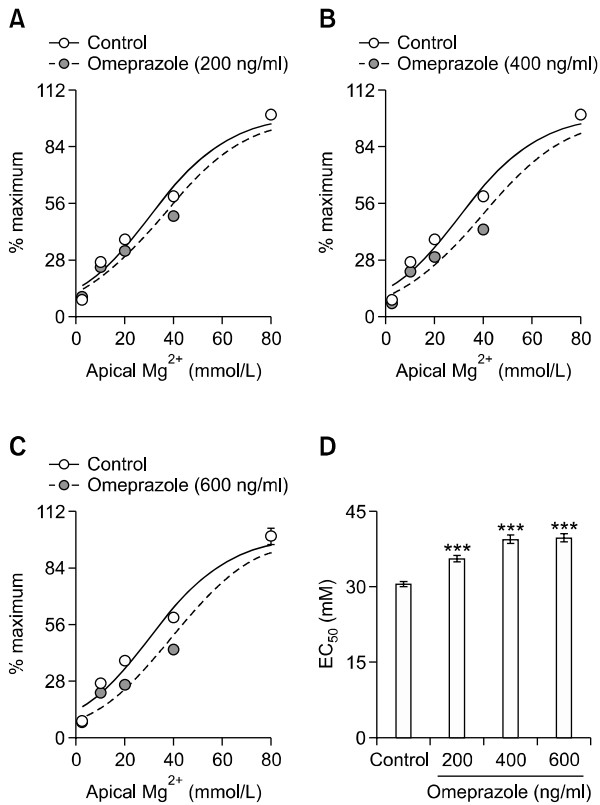 A
Control
Omeprazole (200 ng/ml)
112
84
56
28
0
% maximum
0 20 40 60 80
Apical Mg²⁺ (mmol/L)
B
Control
Omeprazole (400 ng/ml)
112
84
56
28
0
% maximum
0 20 40 60 80
Apical Mg²⁺ (mmol/L)
C
Control
Omeprazole (600 ng/ml)
112
84
56
28
0
% maximum
0 20 40 60 80
Apical Mg²⁺ (mmol/L)
D
45
30
15
0
EC₅₀ (mM)
*** *** ***
Control 200 400 600
Omeprazole (ng/ml)